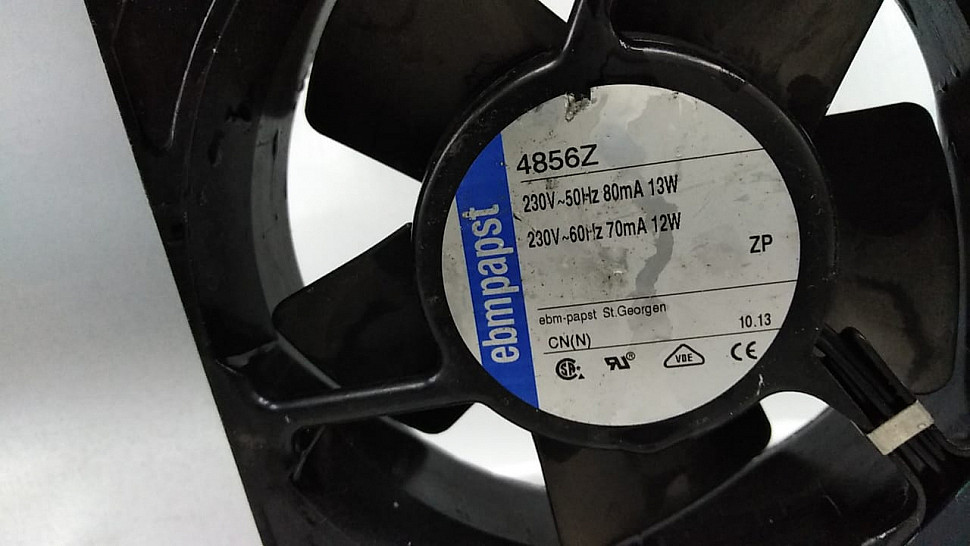 4856Z
230V~50Hz 80mA 13W
230V~60Hz 70mA 12W
ZP
ebmpapst
ebm-papst St.Georgen
10.13
CN(N)
SA® 
VDE
CE